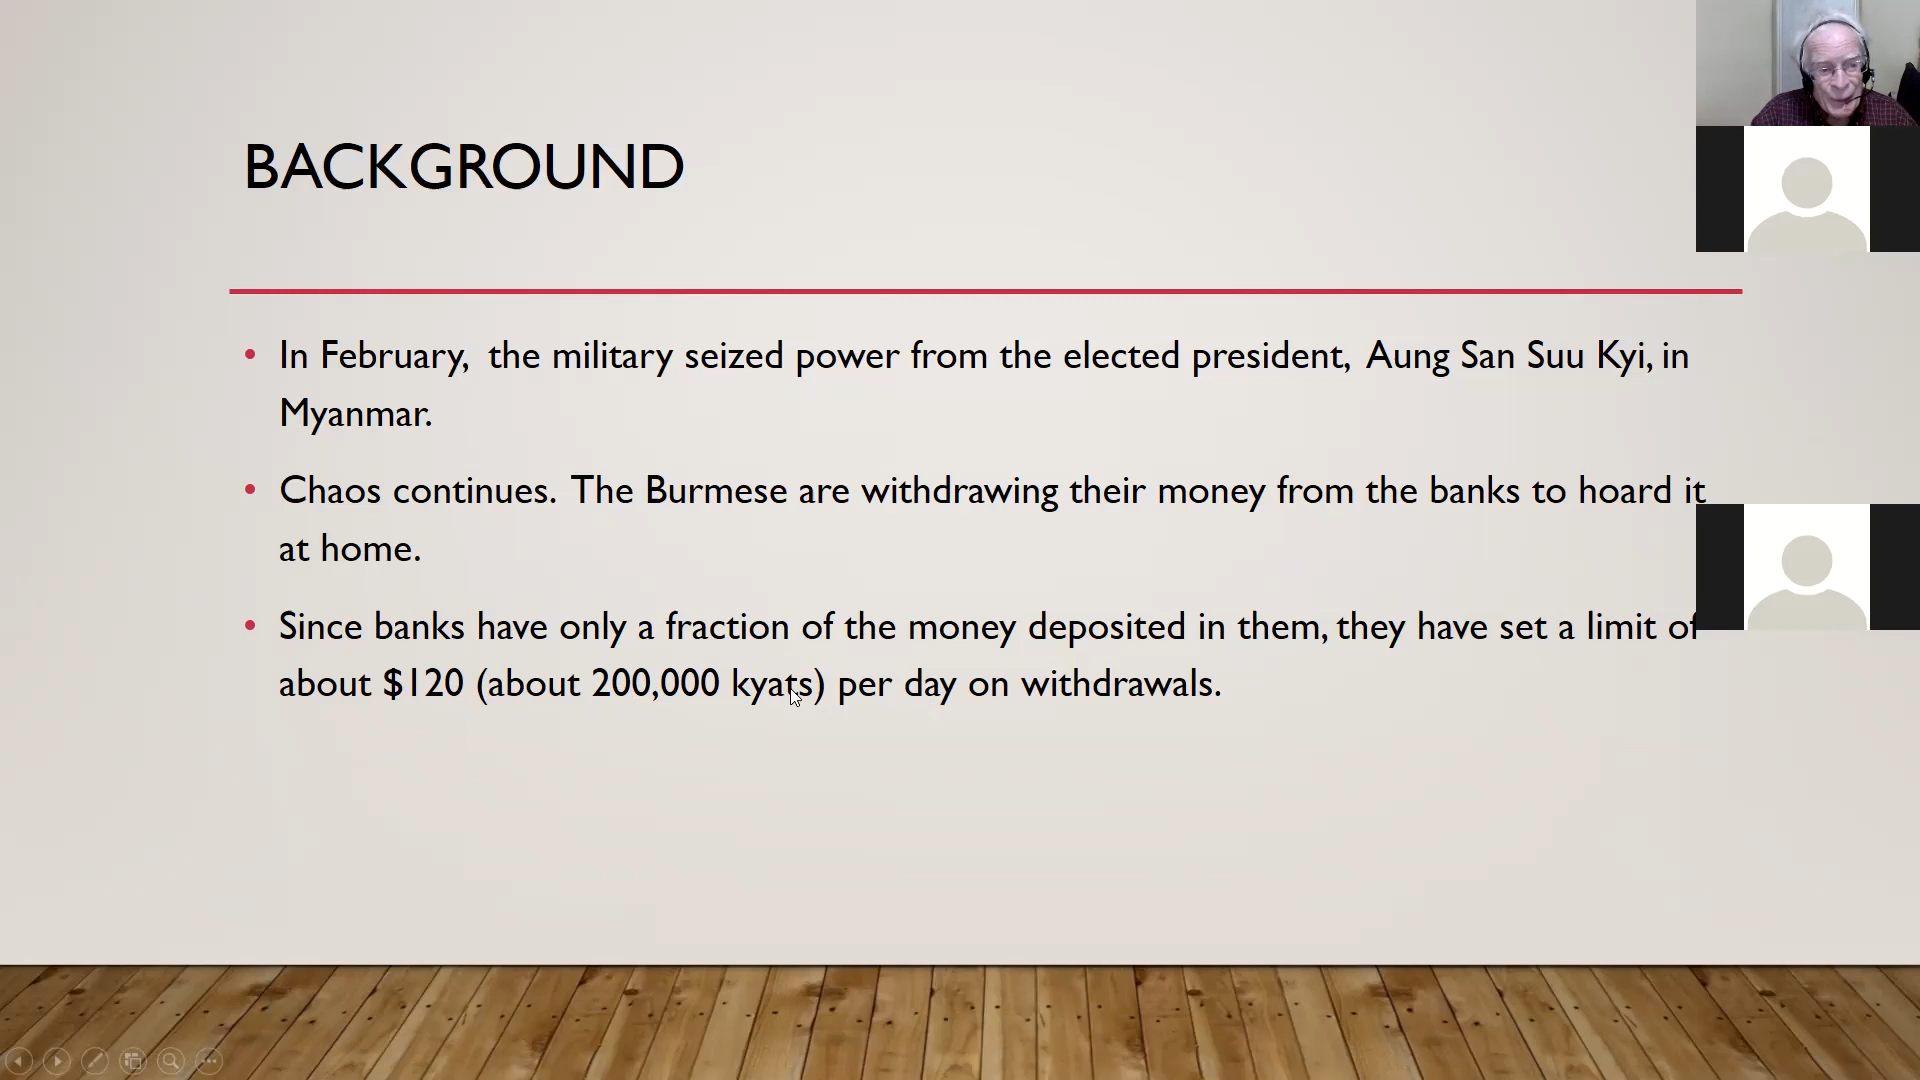 BACKGROUND
• In February, the military seized power from the elected president, Aung San Suu Kyi, in
Myanmar.
• Chaos continues. The Burmese are withdrawing their money from the banks to hoard it
at home.
• Since banks have only a fraction of the money deposited in them, they have set a limit of
about $120 (about 200,000 kyats) per day on withdrawals.